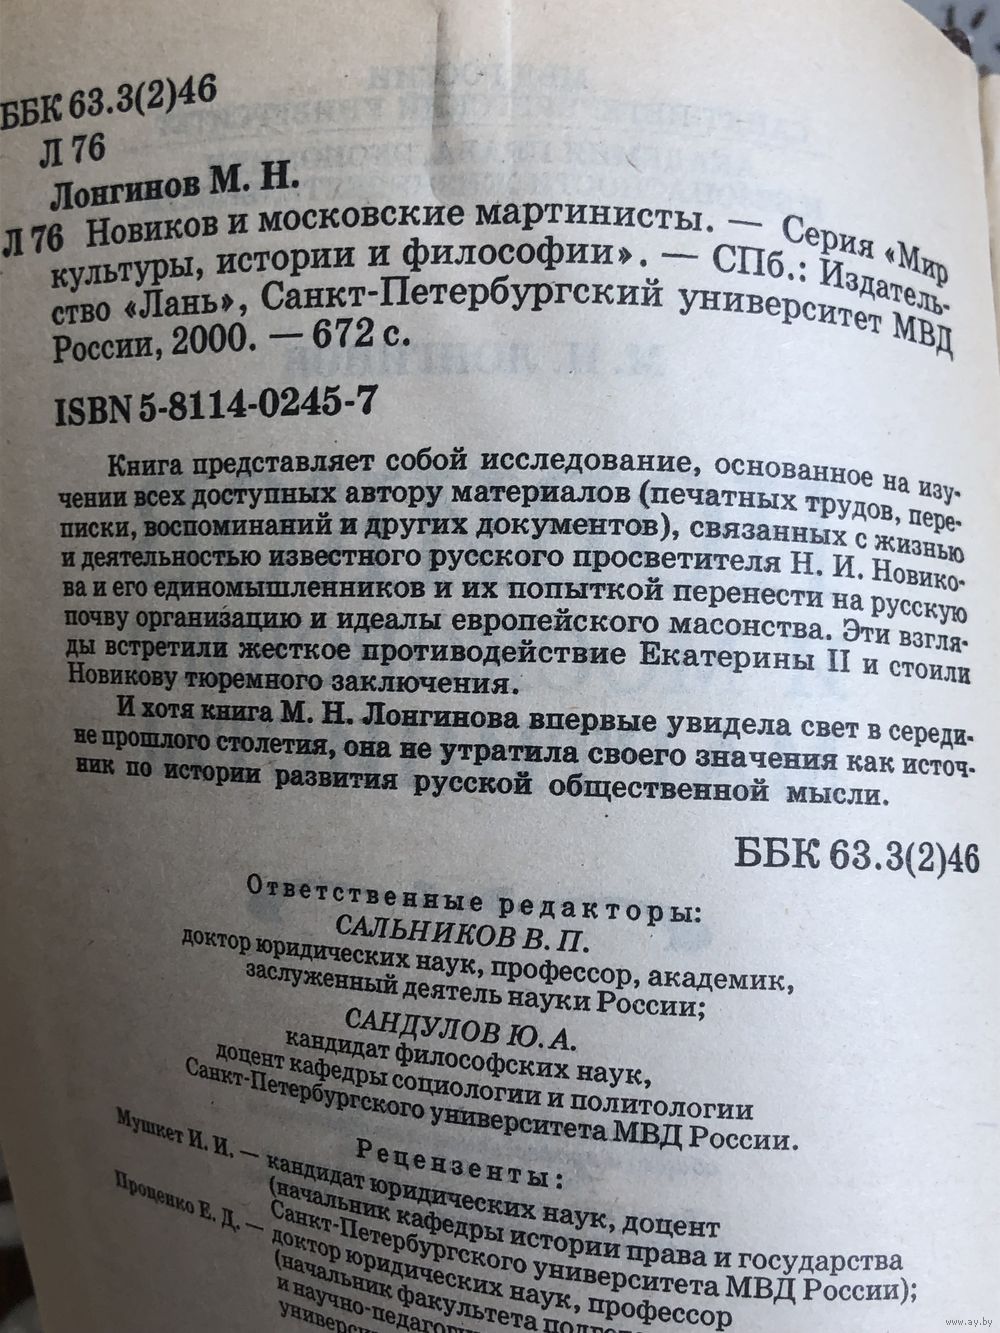 ББК 63.3(2)46
Л 76
Лонгинов М. Н.
Л 76 Новиков и московские мартинисты. — Серия «Мир
культуры, истории и философии». — СПб.: Издатель-
ство «Лань», Санкт-Петербургский университет МВД
России, 2000. — 672 с.
ISBN 5-8114-0245-7
Книга представляет собой исследование, основанное на изу-
чении всех доступных автору материалов (печатных трудов, пере-
писки, воспоминаний и других документов), связанных с жизнью
и деятельностью известного русского просветителя Н. И. Новико-
ва и его единомышленников и их попыткой перенести на русскую
почву организацию и идеалы европейского масонства. Эти взгля-
ды встретили жесткое противодействие Екатерины II и стоили
Новикову тюремного заключения.
И хотя книга М. Н. Лонгинова впервые увидела свет в середи-
не прошлого столетия, она не утратила своего значения как источ-
ник по истории развития русской общественной мысли.
ББК 63.3(2)46
Ответственные редакторы:
САЛЬНИКОВ В. П.
доктор юридических наук, профессор, академик,
заслуженный деятель науки России;
САНДУЛОВ Ю. А.
кандидат философских наук,
доцент кафедры социологии и политологии
Санкт-Петербургского университета МВД России.
Рецензенты:
Мушкет И. И. — кандидат юридических наук, доцент
(начальник кафедры истории права и государства
Санкт-Петербургского университета МВД России);
Проценко Е. Д. — доктор юридических наук, профессор
(начальник факультета
и научно-педагоги
университе
www.ay.by